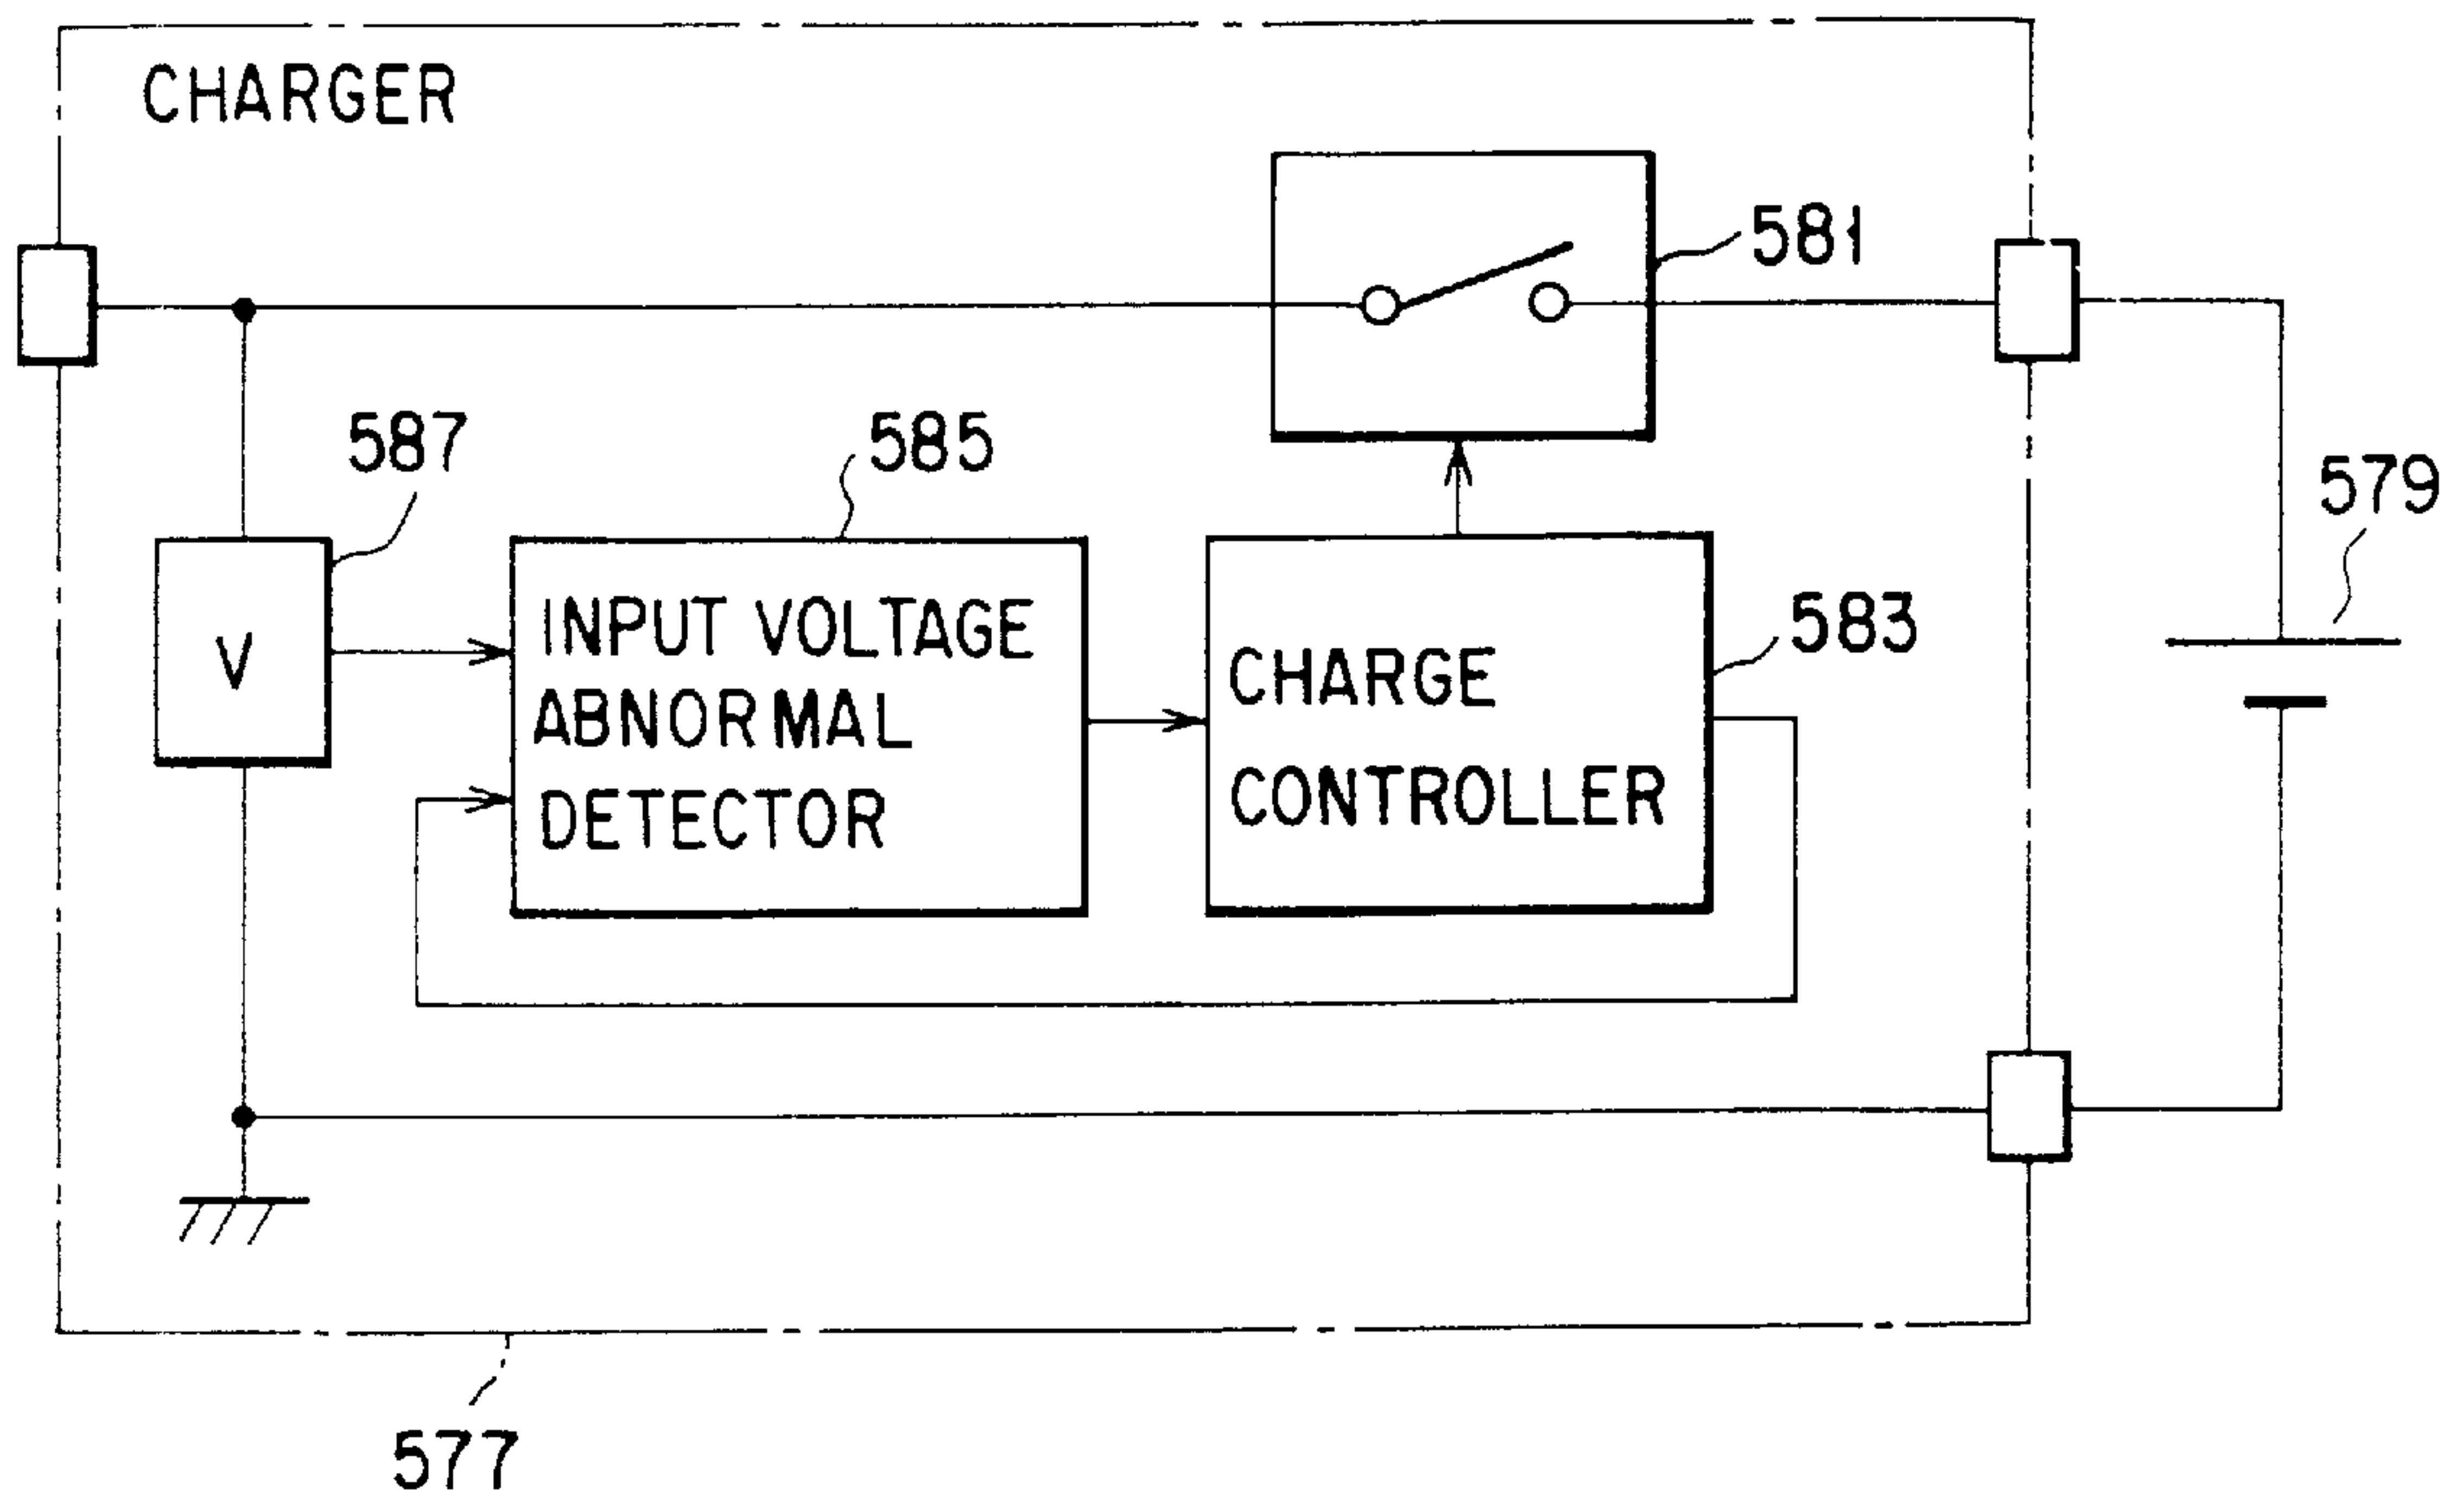 CHARGER
581
587
585
579
V
INPUT VOLTAGE
ABNORMAL
DETECTOR
CHARGE
CONTROLLER
583
577